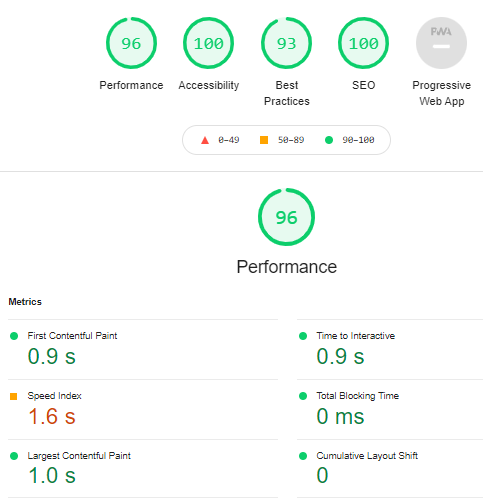 96 100 93 100 PWA
Performance Accessibility Best Practices SEO Progressive Web App
0–49 50–89 90–100
96
Performance
Metrics
First Contentful Paint
0.9 s
Time to Interactive
0.9 s
Speed Index
1.6 s
Total Blocking Time
0 ms
Largest Contentful Paint
1.0 s
Cumulative Layout Shift
0